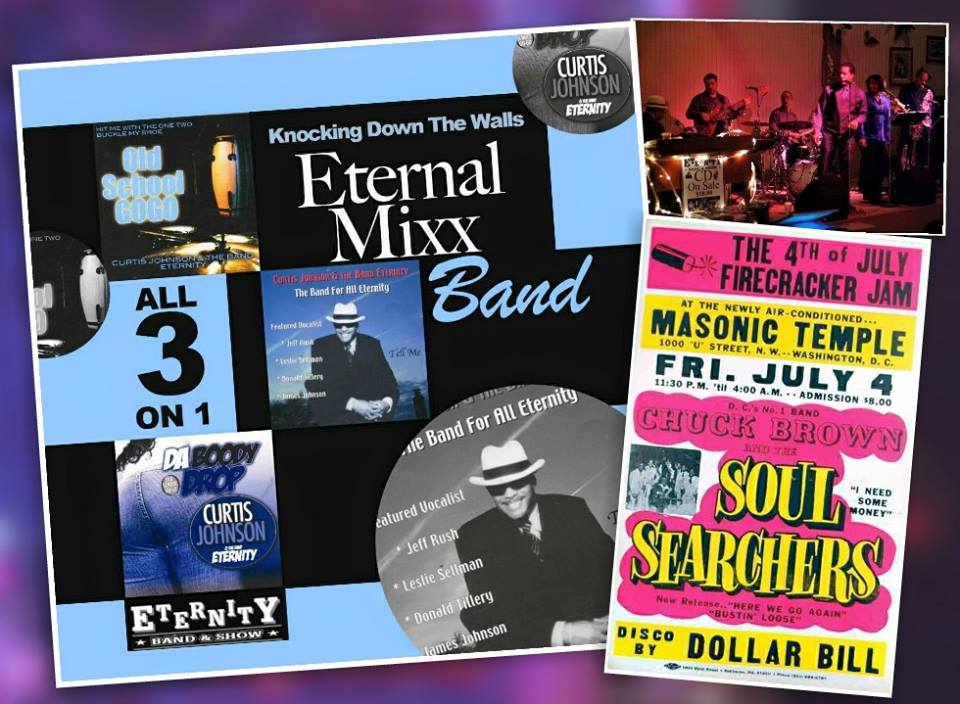 DROP
CURTIS
JOHNSON
ETERNITY
Knocking Down The Walls
Eternal
Mixx
Band
HIT ME WITH THE ONE TWO
BUCKLE MY SHOE
Old
School
GOGO
CURTIS JOHNSON & THE BAND
ETERNITY
ALL
3
ON 1
CURTIS JOHNSON & THE BAND ETERNITY
The Band For All Eternity
Featured Vocalist
• Jeff Rush
• Leslie Sellman
• Donald Tillery
• James Johnson
Tell Me
DA BOODY
DROP
CURTIS
JOHNSON
ETERNITY
ETERNITY
★ BAND & SHOW ★
The Band For All Eternity
eatured Vocalist
• Jeff Rush
• Leslie Sellman
• Donald Tillery
James Johnson
CD
On Sale
THE 4TH of JULY
FIRECRACKER JAM
AT THE NEWLY AIR-CONDITIONED...
MASONIC TEMPLE
1000 "U" STREET, N. W.--WASHINGTON, D. C.
FRI. JULY 4
11:30 P.M. 'til 4:00 A.M. -- ADMISSION $8.00
D.C.'s No. 1 BAND
CHUCK BROWN
AND THE
SOUL
SEARCHERS
"I NEED
SOME
MONEY"
New Release.. "HERE WE GO AGAIN"
"BUSTIN' LOOSE"
DISCO
BY
DOLLAR BILL